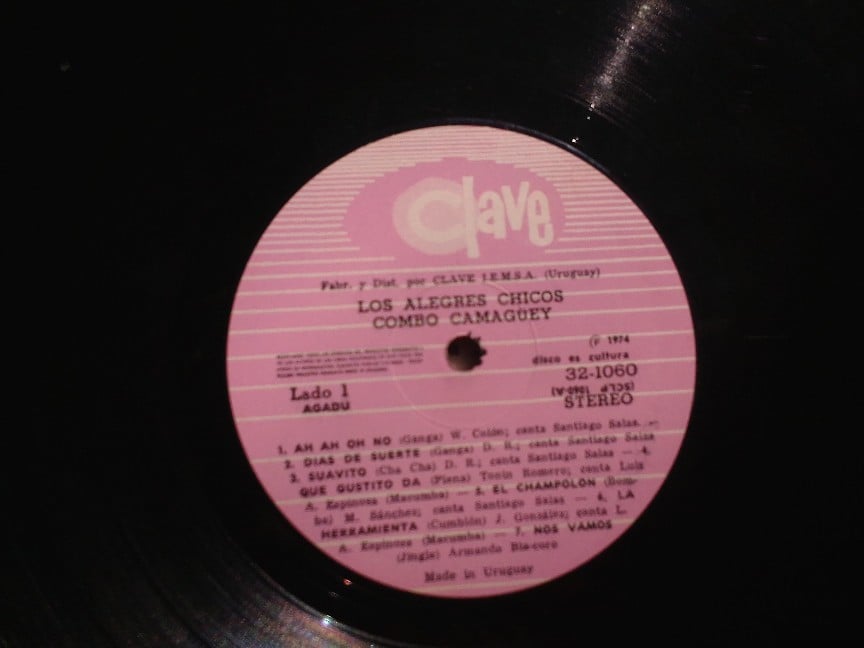 Clave
Fabr. y Dist. por CLAVE I.E.M.S.A. (Uruguay)
LOS ALEGRES CHICOS
COMBO CAMAGÜEY
℗ 1974
disco es cultura
32-1060
(SCLP 1060-A)
Lado 1
STEREO
AGADU
1. AH AH OH NO (Ganga) W. Colón; canta Santiago Salas. —
2. DIAS DE SUERTE (Ganga) D. R.; canta Santiago Salas
3. SUAVITO (Cha Cha) D. R.; canta Santiago Salas — 4.
QUE GUSTITO DA (Plena) Tonin Romero; canta Luis
A. Espinoza (Marumba) — 5. EL CHAMPOLON (Bom-
ba) M. Sánchez; canta Santiago Salas — 6. LA
HERRAMIENTA (Cumbión) J. González; canta L.
A. Espinoza (Marumba) — 7. NOS VAMOS
(Jingle) Armando
Made in Uruguay